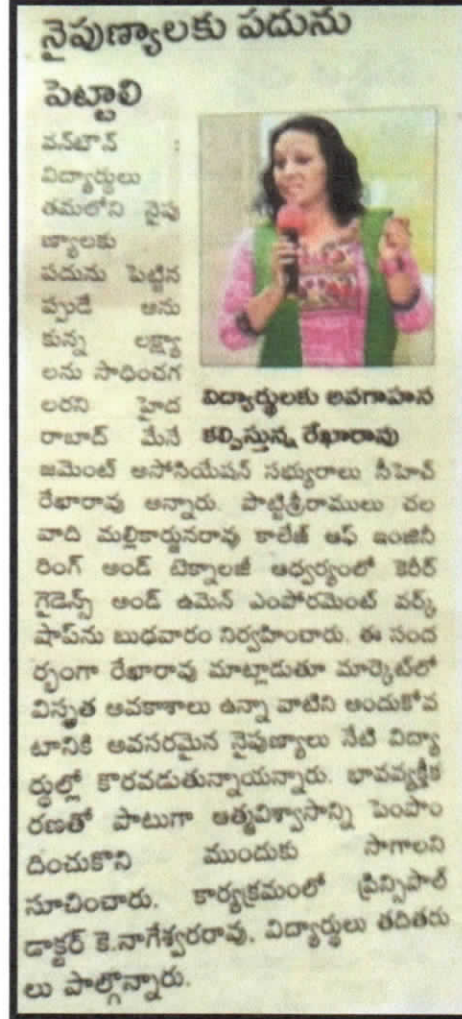 నైపుణ్యాలకు పదును
పెట్టాలి
వన్‌టౌన్ :
విద్యార్థులు
తమలోని నైపు
ణ్యాలకు
పదును పెట్టిన
ప్పుడే అను
కున్న లక్ష్యా
లను సాధించగ
లరని హైద
రాబాద్ మేనే
విద్యార్థులకు అవగాహన
కల్పిస్తున్న రేఖారావు
జమెంట్ అసోసియేషన్ సభ్యురాలు సీహెచ్
రేఖారావు అన్నారు. పొట్టిశ్రీరాములు చల
వాది మల్లికార్జునరావు కాలేజ్ ఆఫ్ ఇంజినీ
రింగ్ అండ్ టెక్నాలజీ ఆధ్వర్యంలో కెరీర్
గైడెన్స్ అండ్ ఉమెన్ ఎంపోరమెంట్ వర్క్
షాప్‌ను బుధవారం నిర్వహించారు. ఈ సంద
ర్భంగా రేఖారావు మాట్లాడుతూ మార్కెట్‌లో
విస్తృత అవకాశాలు ఉన్నా వాటిని అందుకోవ
టానికి అవసరమైన నైపుణ్యాలు నేటి విద్యా
ర్థుల్లో కొరవడుతున్నాయన్నారు. భావవ్యక్తీక
రణతో పాటుగా ఆత్మవిశ్వాసాన్ని పెంపొం
దించుకొని ముందుకు సాగాలని
సూచించారు. కార్యక్రమంలో ప్రిన్సిపాల్
డాక్టర్ కె.నాగేశ్వరరావు, విద్యార్థులు తదితరు
లు పాల్గొన్నారు.